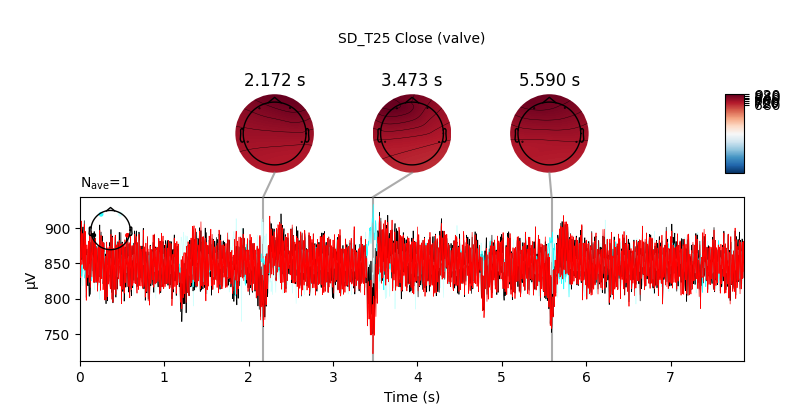 SD_T25 Close (valve)
2.172 s 3.473 s 5.590 s
Nave=1
900
850
800
750
µV
0 1 2 3 4 5 6 7
Time (s)